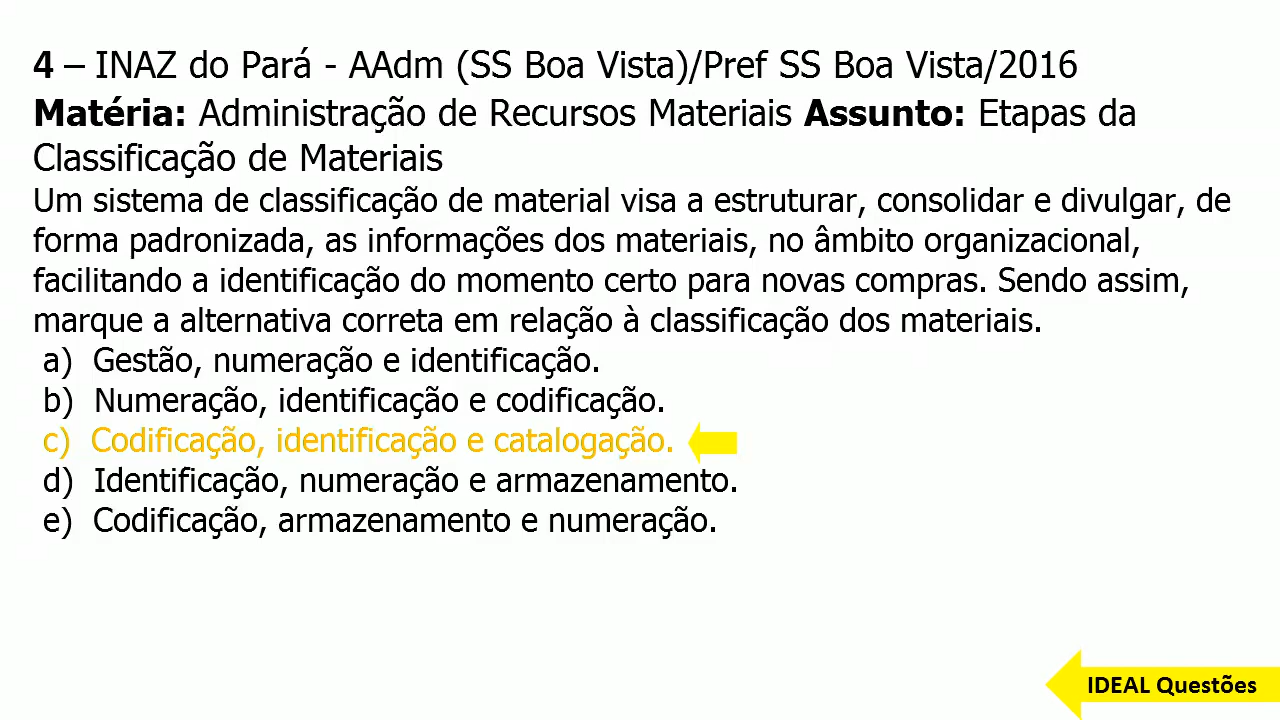 4 – INAZ do Pará - AAdm (SS Boa Vista)/Pref SS Boa Vista/2016
Matéria: Administração de Recursos Materiais Assunto: Etapas da
Classificação de Materiais
Um sistema de classificação de material visa a estruturar, consolidar e divulgar, de
forma padronizada, as informações dos materiais, no âmbito organizacional,
facilitando a identificação do momento certo para novas compras. Sendo assim,
marque a alternativa correta em relação à classificação dos materiais.
a) Gestão, numeração e identificação.
b) Numeração, identificação e codificação.
c) Codificação, identificação e catalogação.
d) Identificação, numeração e armazenamento.
e) Codificação, armazenamento e numeração.
IDEAL Questões